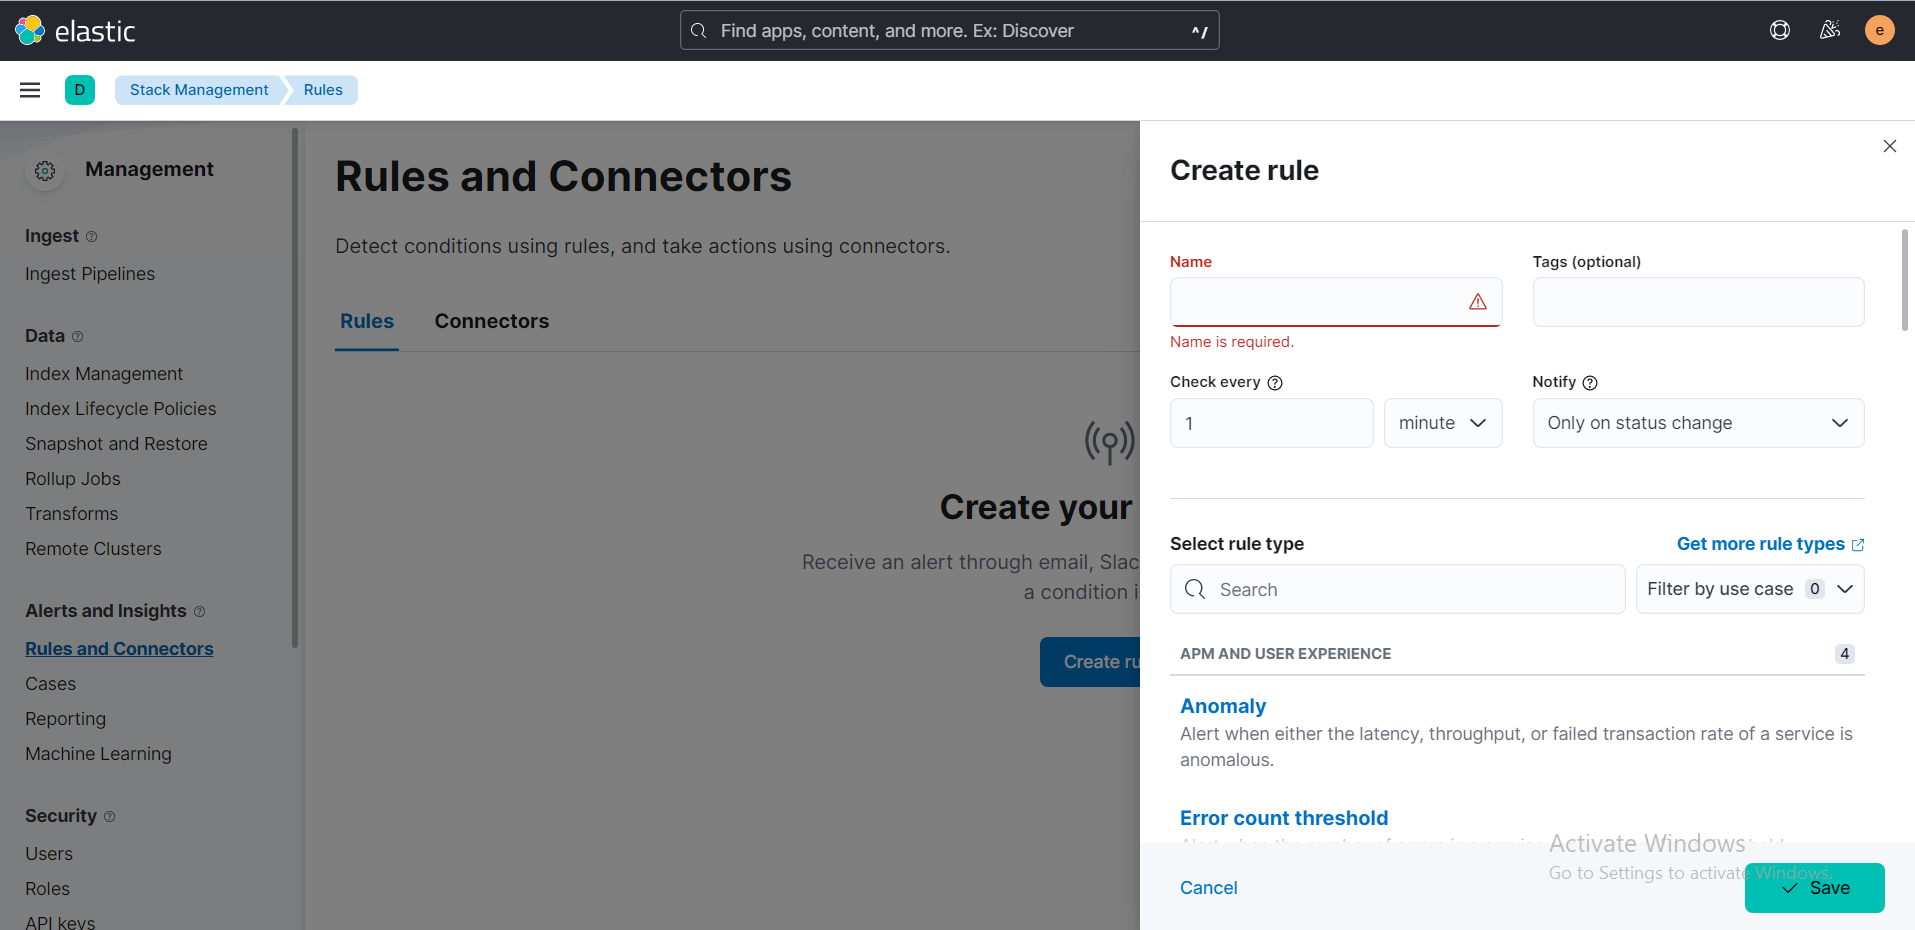 elastic
Find apps, content, and more. Ex: Discover
^/
e
D
Stack Management
Rules
Management
Ingest
Ingest Pipelines
Data
Index Management
Index Lifecycle Policies
Snapshot and Restore
Rollup Jobs
Transforms
Remote Clusters
Alerts and Insights
Rules and Connectors
Cases
Reporting
Machine Learning
Security
Users
Roles
API keys
Rules and Connectors
Detect conditions using rules, and take actions using connectors.
Rules
Connectors
Create your
Receive an alert through email, Slac
a condition i
Create ru
Create rule
Name
Tags (optional)
Name is required.
Check every
Notify
1
minute
Only on status change
Select rule type
Get more rule types
Search
Filter by use case 0
APM AND USER EXPERIENCE
4
Anomaly
Alert when either the latency, throughput, or failed transaction rate of a service is
anomalous.
Error count threshold
Activate Windows
Go to Settings to activate Windows.
Cancel
Save